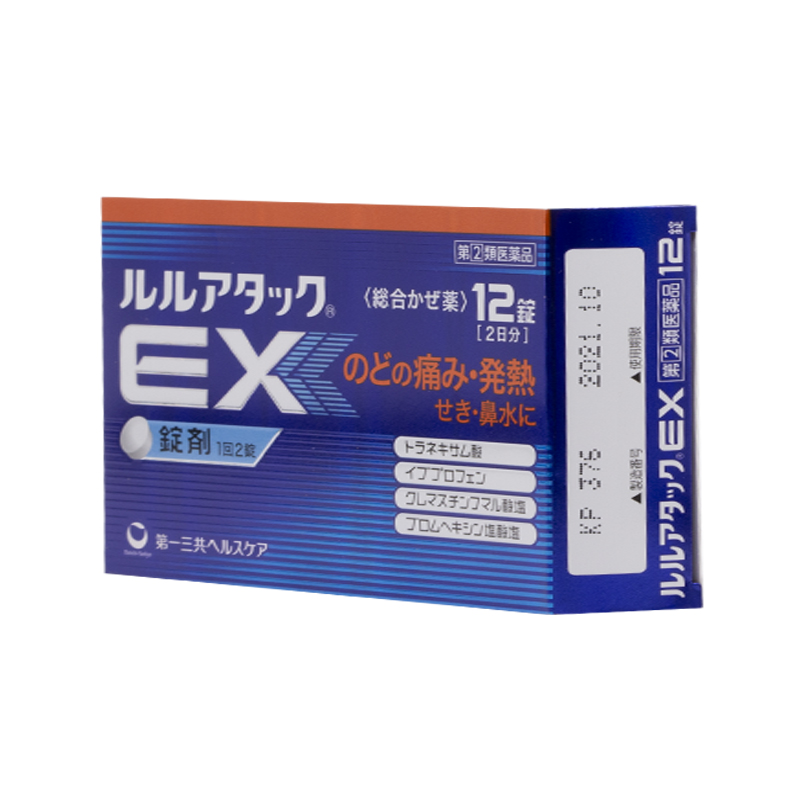 第②類医薬品
ルルアタック®
〈総合かぜ薬〉12錠
[2日分]
EX
のどの痛み・発熱
せき・鼻水に
錠剤 1回2錠
トラネキサム酸
イブプロフェン
クレマスチンフマル酸塩
ブロムヘキシン塩酸塩
第一三共ヘルスケア
KP 376 2021.10
▲製造番号 ▲使用期限
ルルアタック®EX 第②類医薬品 12錠